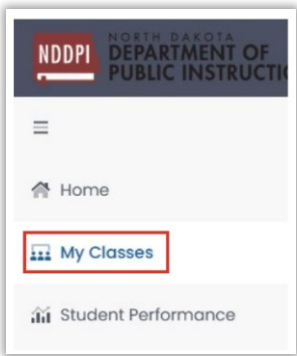 NDDPI
NORTH DAKOTA
DEPARTMENT OF
PUBLIC INSTRUCTI
Home
My Classes
Student Performance